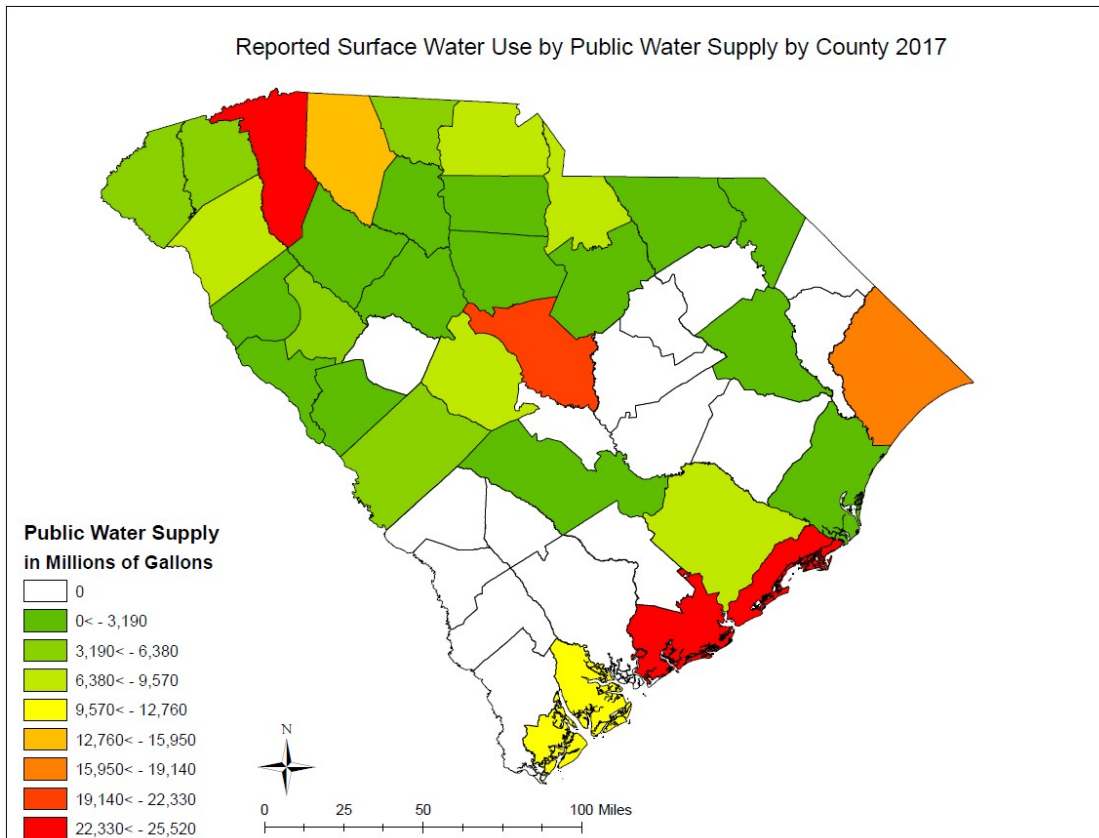 Reported Surface Water Use by Public Water Supply by County 2017
Public Water Supply
in Millions of Gallons
0
0< - 3,190
3,190< - 6,380
6,380< - 9,570
9,570< - 12,760
12,760< - 15,950
15,950< - 19,140
19,140< - 22,330
22,330< - 25,520
N
0 25 50 100 Miles